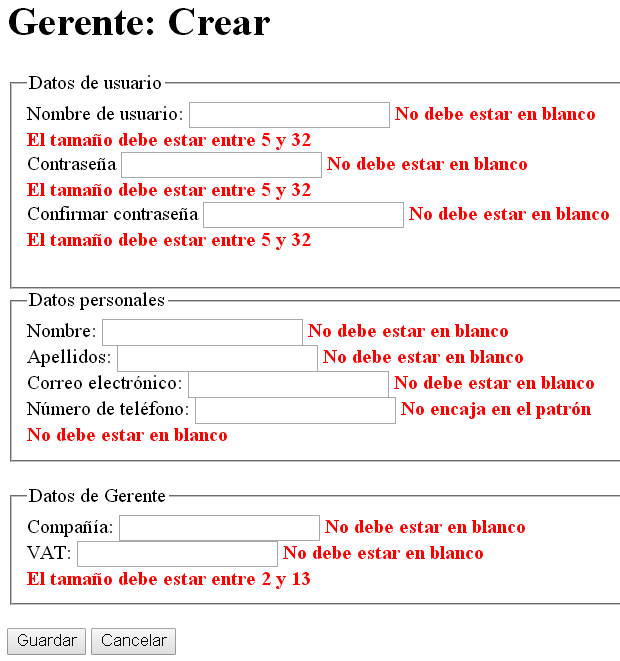 Gerente: Crear
Datos de usuario
Nombre de usuario: No debe estar en blanco
El tamaño debe estar entre 5 y 32
Contraseña No debe estar en blanco
El tamaño debe estar entre 5 y 32
Confirmar contraseña No debe estar en blanco
El tamaño debe estar entre 5 y 32
Datos personales
Nombre: No debe estar en blanco
Apellidos: No debe estar en blanco
Correo electrónico: No debe estar en blanco
Número de teléfono: No encaja en el patrón
No debe estar en blanco
Datos de Gerente
Compañía: No debe estar en blanco
VAT: No debe estar en blanco
El tamaño debe estar entre 2 y 13
Guardar Cancelar